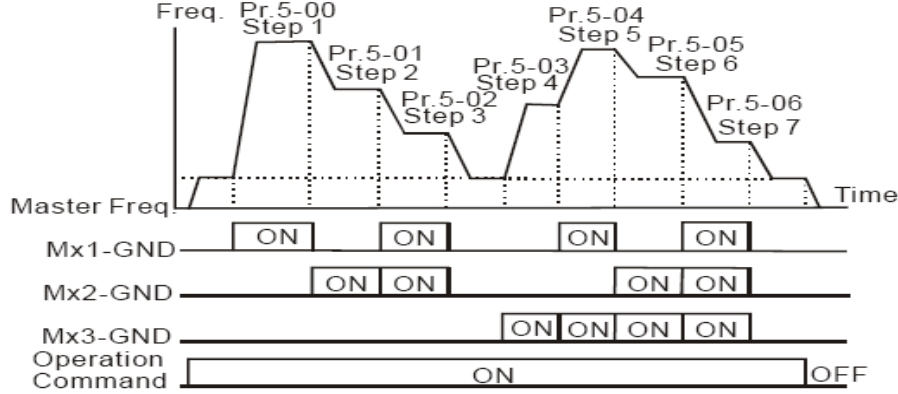 Freq.
Pr.5-00
Step 1
Pr.5-01
Step 2
Pr.5-02
Step 3
Pr.5-03
Step 4
Pr.5-04
Step 5
Pr.5-05
Step 6
Pr.5-06
Step 7
Master Freq.
Time
Mx1-GND ON ON ON ON
Mx2-GND ON ON ON ON
Mx3-GND ON ON ON ON
Operation
Command ON OFF